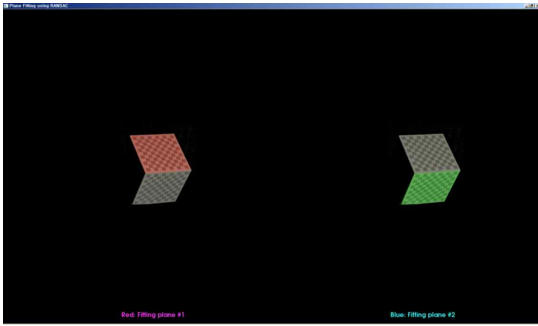 Plane Fitting using RANSAC
Red: Fitting plane #1
Blue: Fitting plane #2